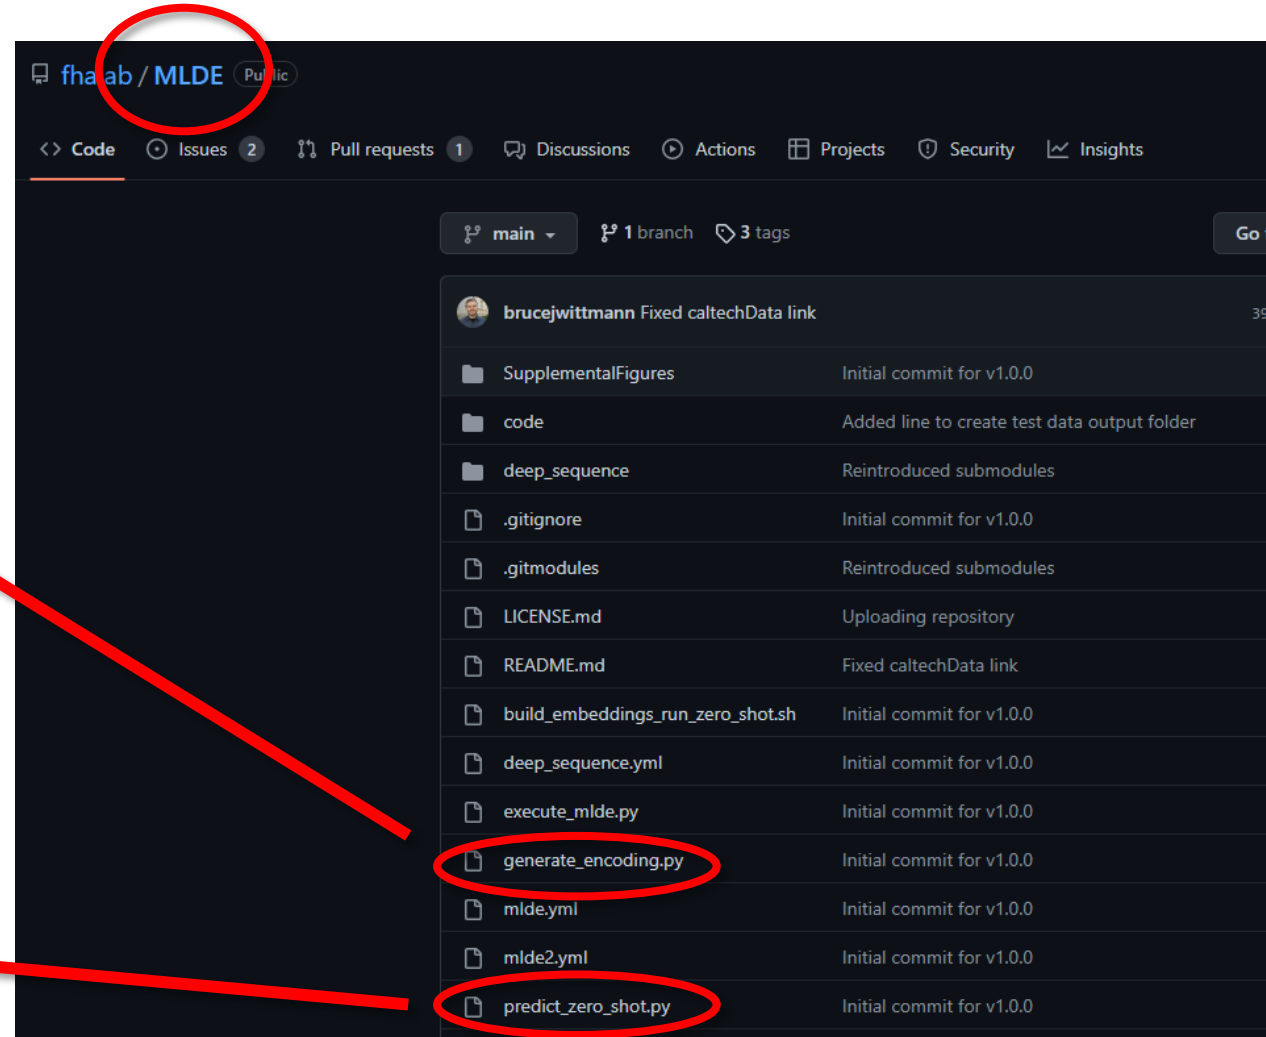 fhalab / MLDE Public
Code Issues 2 Pull requests 1 Discussions Actions Projects Security Insights
main 1 branch 3 tags Go
brucejwittmann Fixed caltechData link 39
SupplementalFigures Initial commit for v1.0.0
code Added line to create test data output folder
deep_sequence Reintroduced submodules
.gitignore Initial commit for v1.0.0
.gitmodules Reintroduced submodules
LICENSE.md Uploading repository
README.md Fixed caltechData link
build_embeddings_run_zero_shot.sh Initial commit for v1.0.0
deep_sequence.yml Initial commit for v1.0.0
execute_mlde.py Initial commit for v1.0.0
generate_encoding.py Initial commit for v1.0.0
mlde.yml Initial commit for v1.0.0
mlde2.yml Initial commit for v1.0.0
predict_zero_shot.py Initial commit for v1.0.0